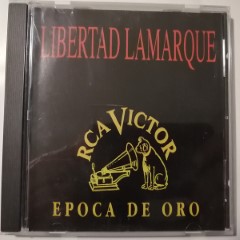 LIBERTAD LAMARQUE
RCA VICTOR
EPOCA DE ORO